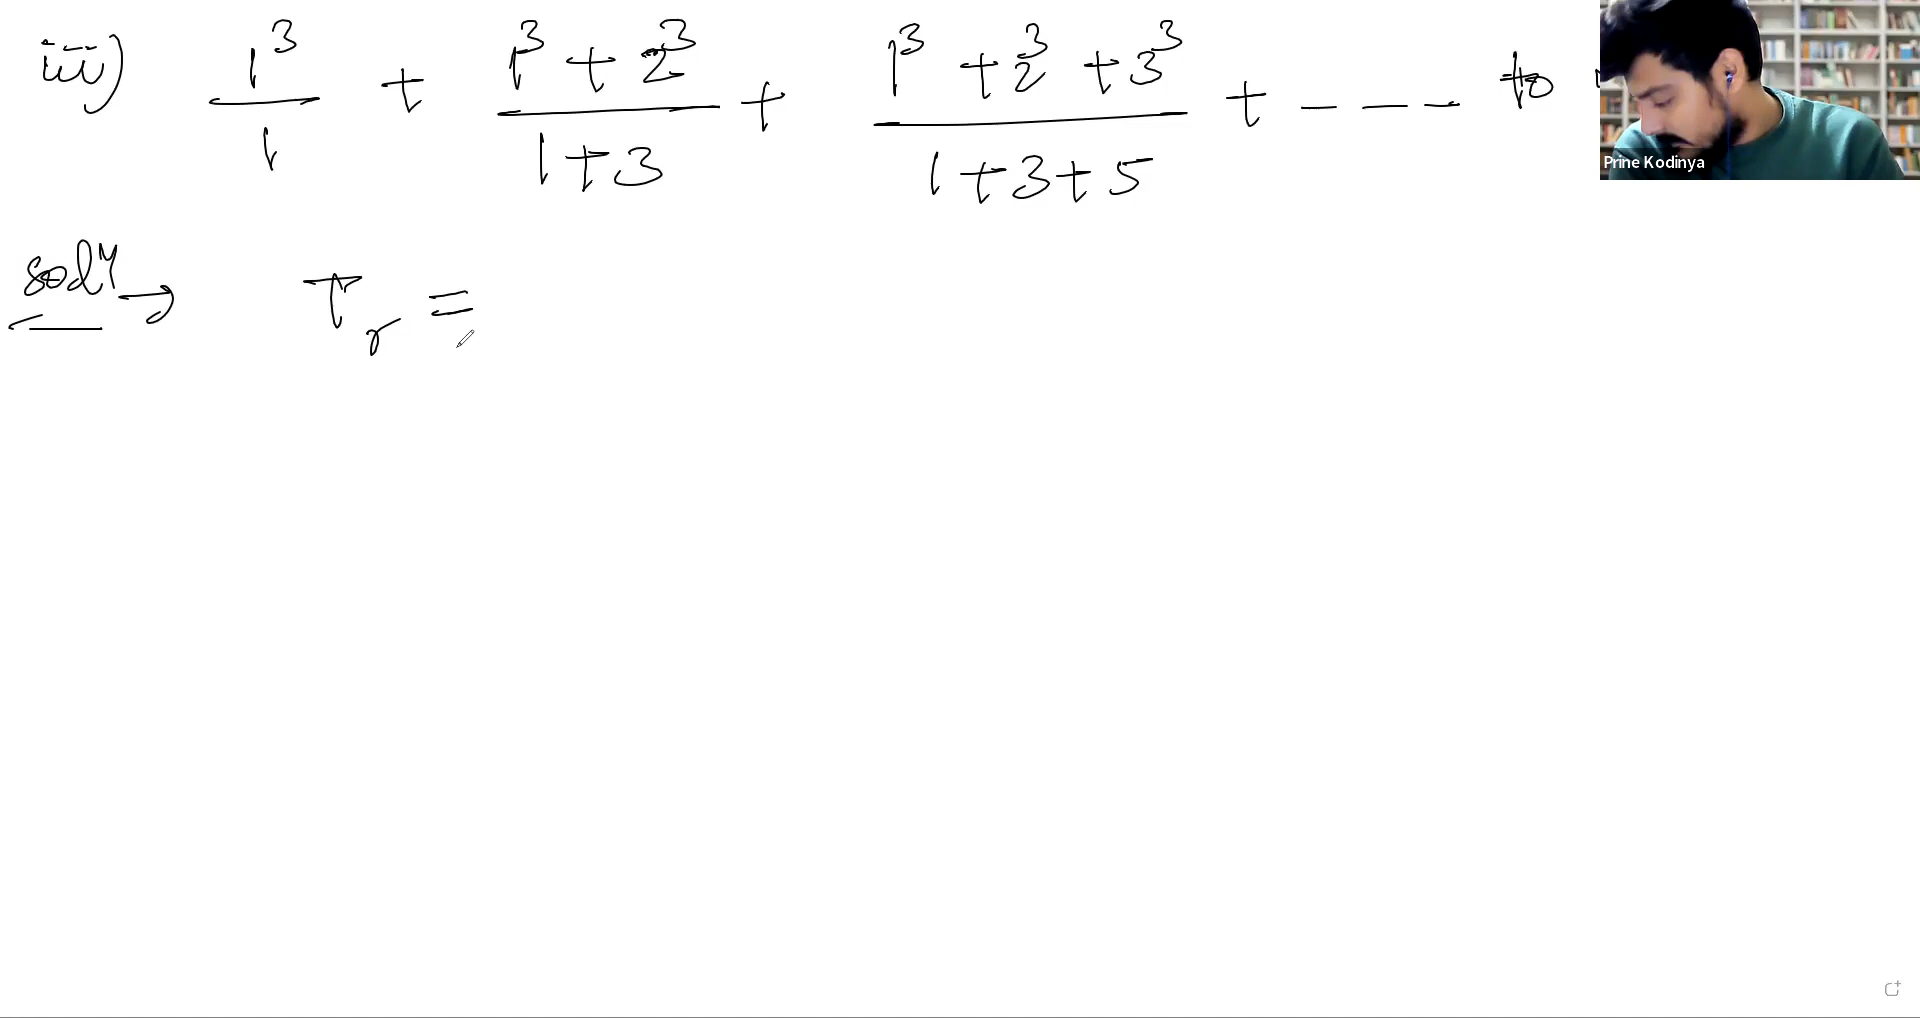 iii) 1³/1 + 1³ + 2³/1 + 3 + 1³ + 2³ + 3³/1 + 3 + 5 + - - - - to
Prine Kodinya
solⁿ → Tᵣ =